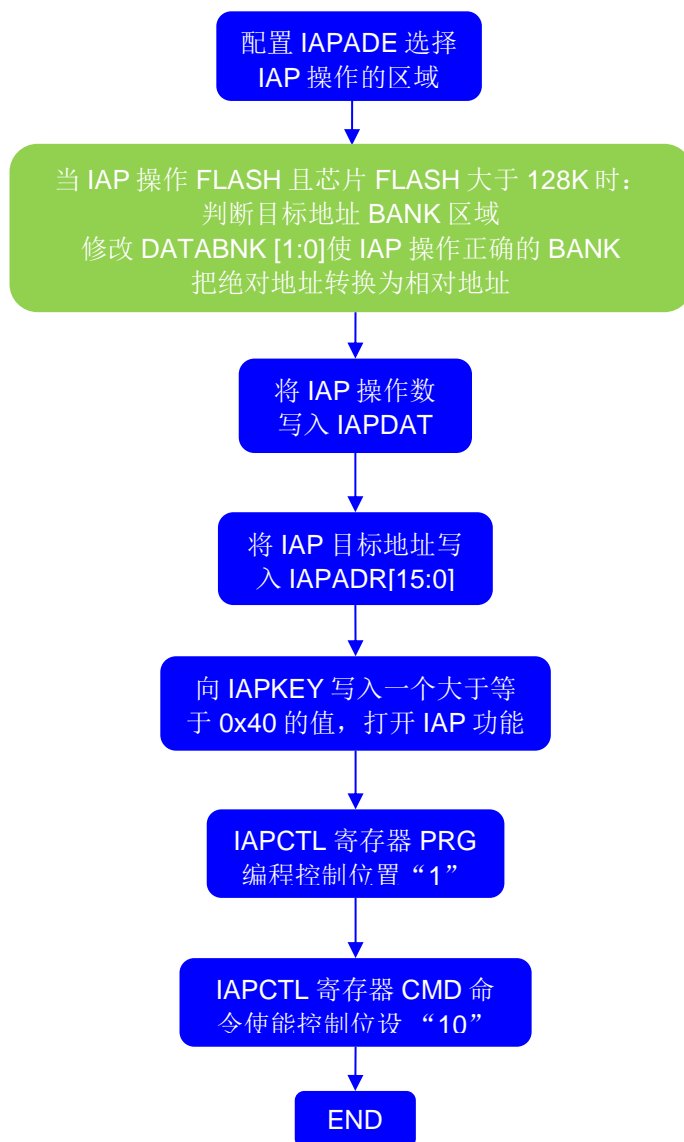 配置 IAPADE 选择
IAP 操作的区域
当 IAP 操作 FLASH 且芯片 FLASH 大于 128K 时：
判断目标地址 BANK 区域
修改 DATABNK [1:0]使 IAP 操作正确的 BANK
把绝对地址转换为相对地址
将 IAP 操作数
写入 IAPDAT
将 IAP 目标地址写
入 IAPADR[15:0]
向 IAPKEY 写入一个大于等
于 0x40 的值，打开 IAP 功能
IAPCTL 寄存器 PRG
编程控制位置“1”
IAPCTL 寄存器 CMD 命
令使能控制位设 “10”
END